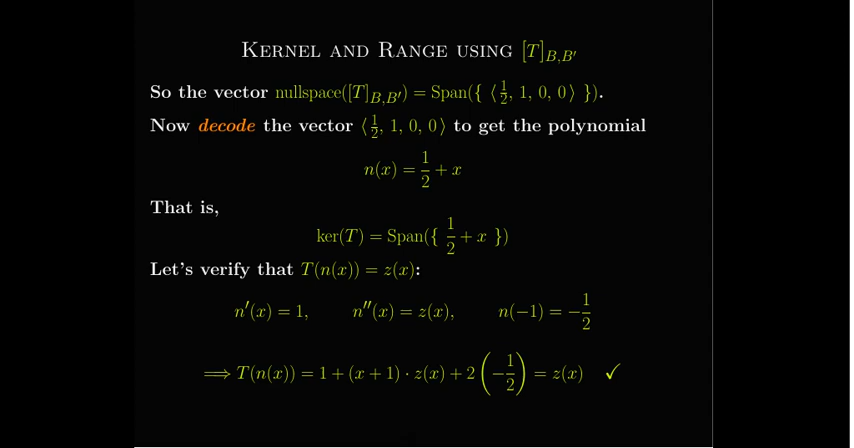 Kernel and Range using [T]_{B,B′}
So the vector nullspace([T]_{B,B′}) = Span({ ⟨1/2, 1, 0, 0⟩ }).
Now decode the vector ⟨1/2, 1, 0, 0⟩ to get the polynomial
n(x) = 1/2 + x
That is,
ker(T) = Span({ 1/2 + x })
Let's verify that T(n(x)) = z(x):
n′(x) = 1, n″(x) = z(x), n(−1) = −1/2
⟹ T(n(x)) = 1 + (x + 1) · z(x) + 2(−1/2) = z(x) ✓